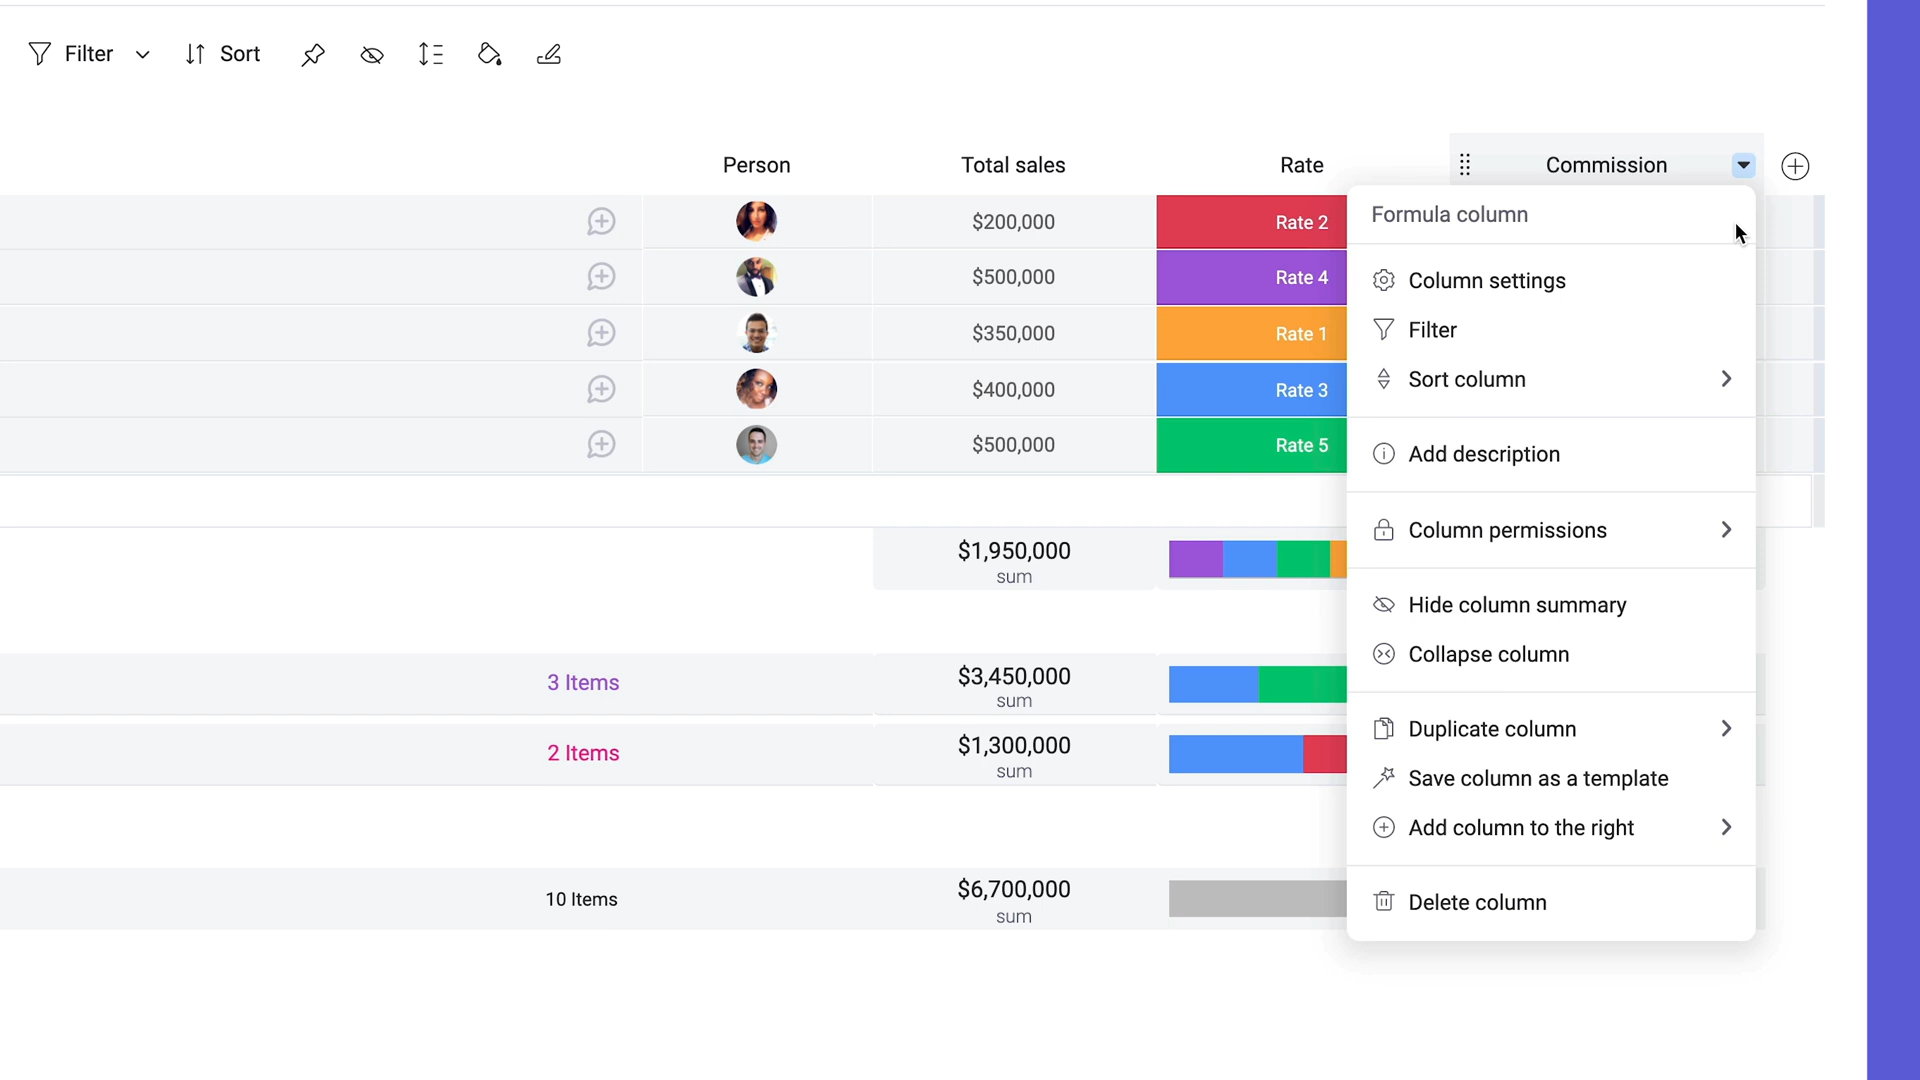 Filter
Sort
Person
Total sales
Rate
Commission
$200,000
Rate 2
$500,000
Rate 4
$350,000
Rate 1
$400,000
Rate 3
$500,000
Rate 5
$1,950,000
sum
3 Items
$3,450,000
sum
2 Items
$1,300,000
sum
10 Items
$6,700,000
sum
Formula column
Column settings
Filter
Sort column
Add description
Column permissions
Hide column summary
Collapse column
Duplicate column
Save column as a template
Add column to the right
Delete column